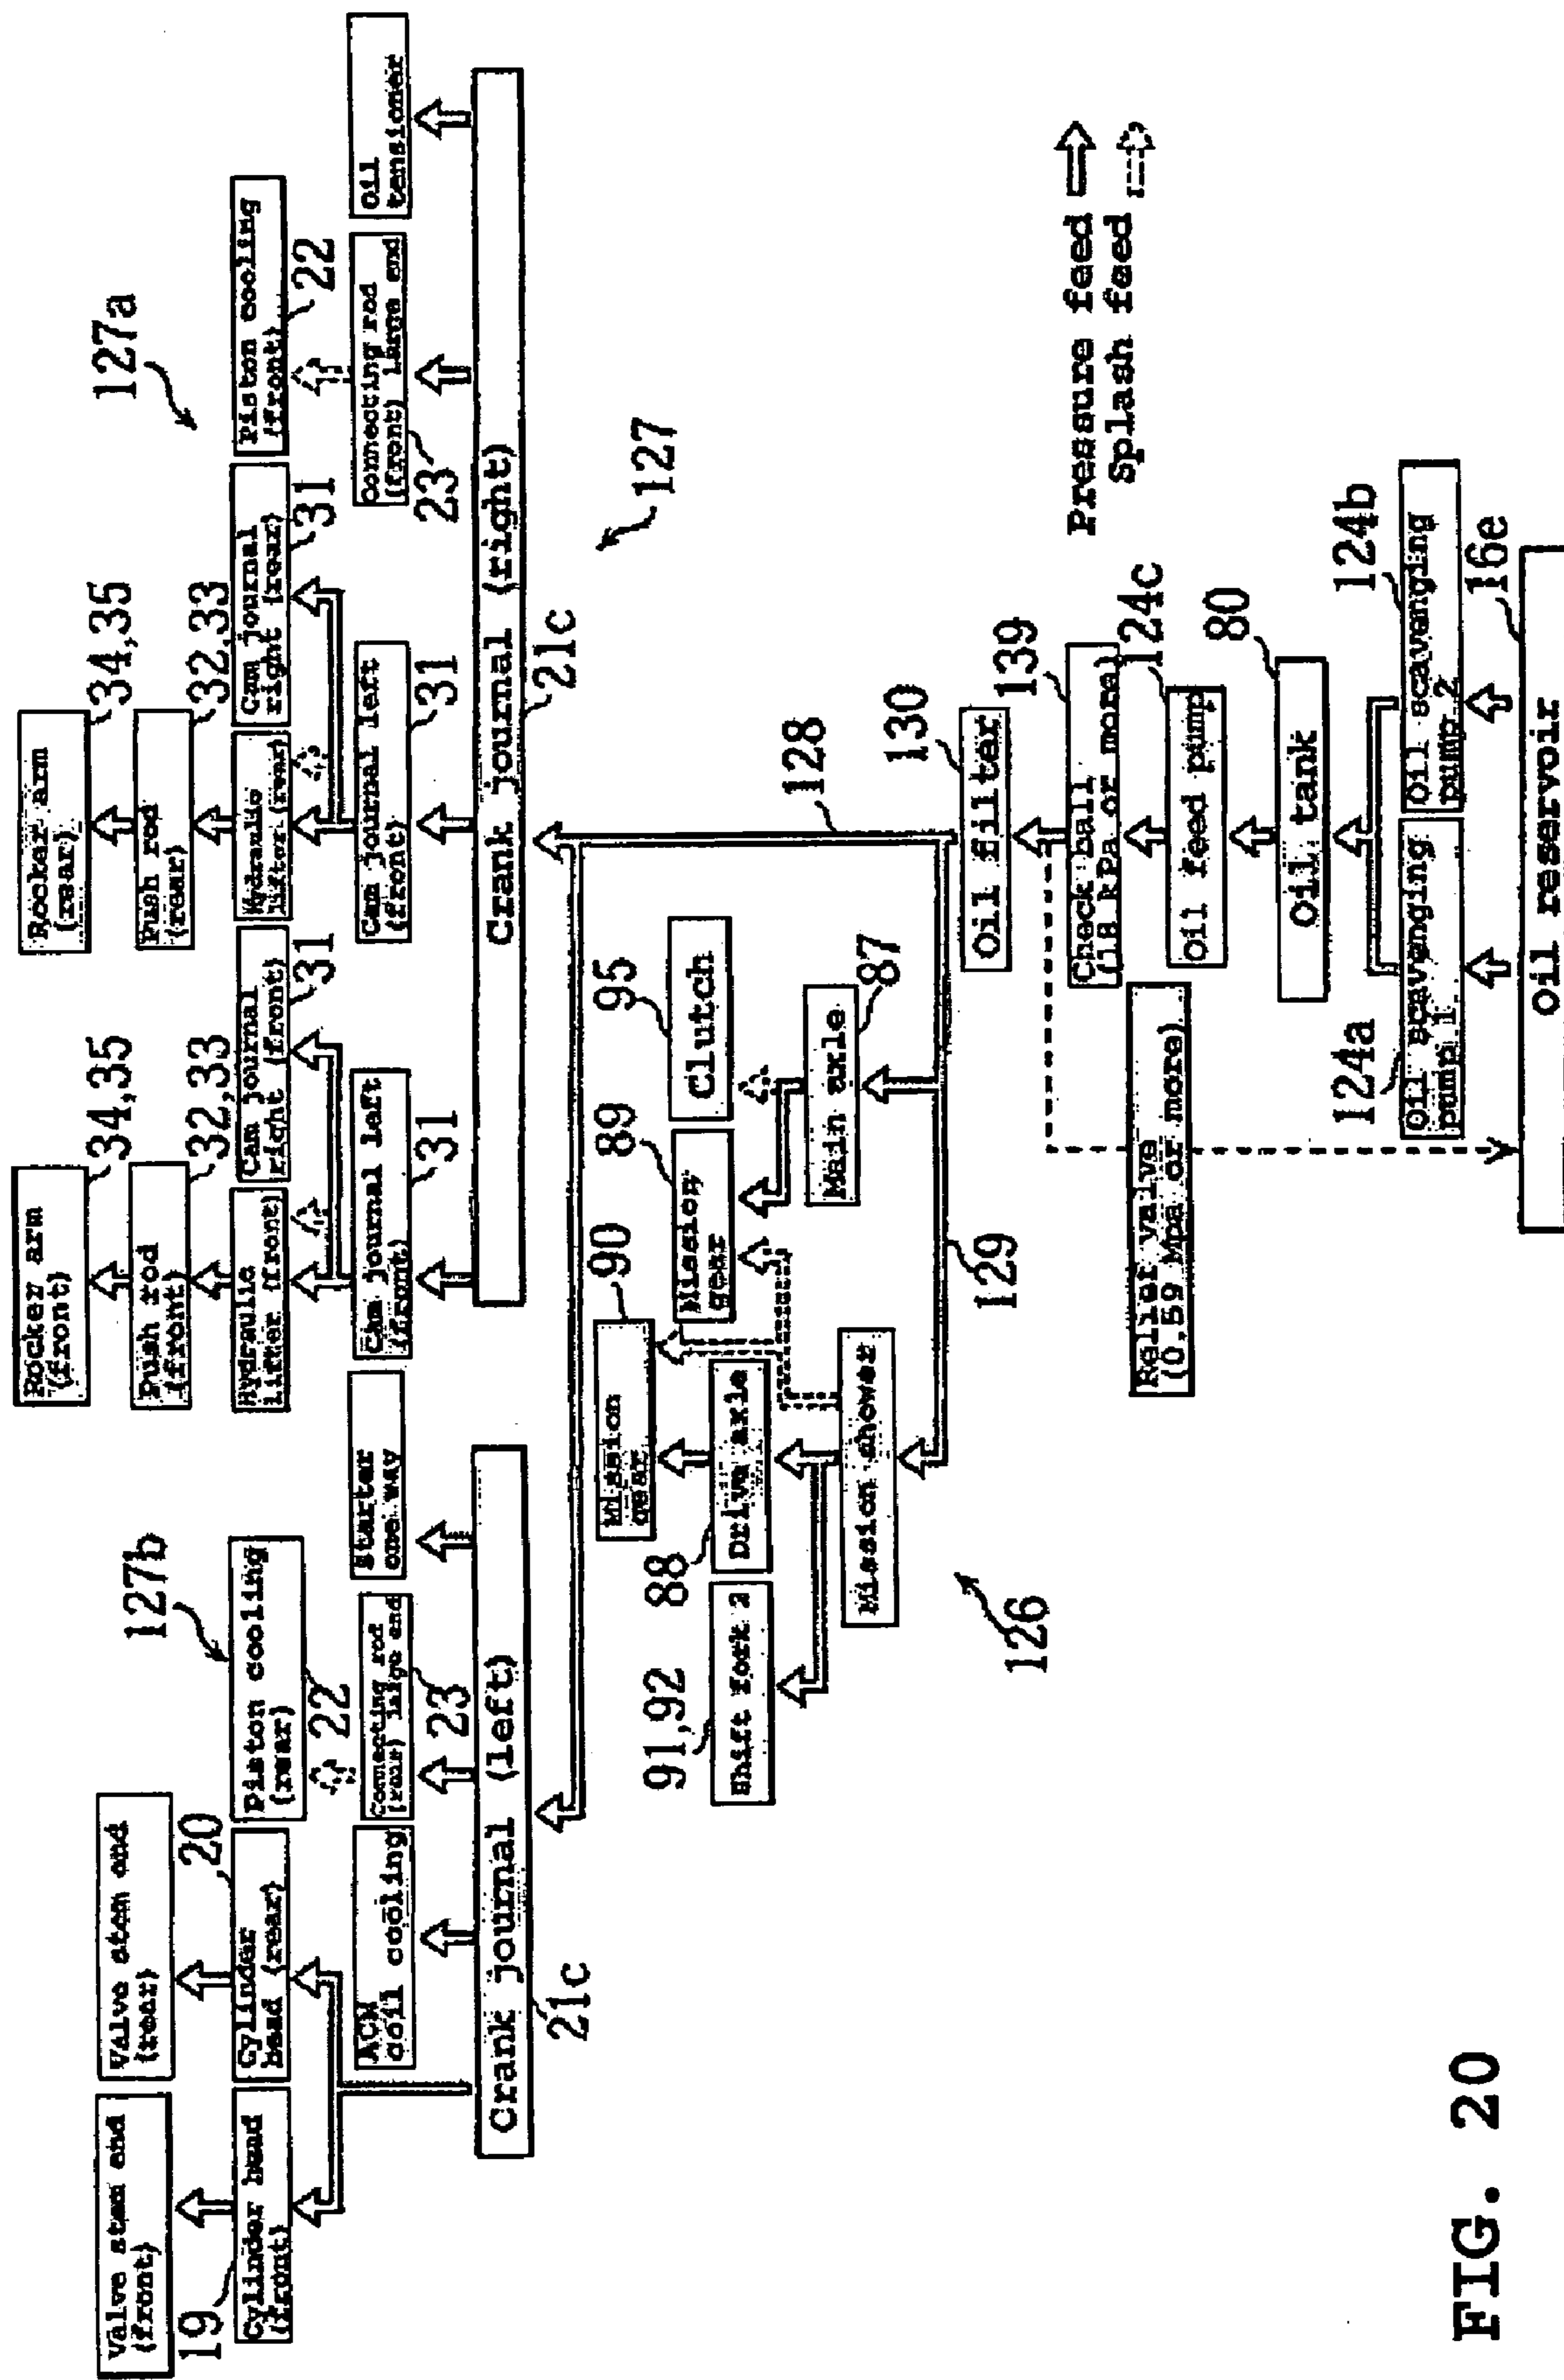 Valve stem end
(front)
Valve stem end
(rear)
Rocker arm
(front)
34,35
Rocker arm
(rear)
34,35
19
Cylinder head
(front)
Cylinder
head (rear)
20
Piston cooling
(rear)
22
127b
Push rod
(front)
32,33
Push rod
(rear)
32,33
127a
Hydraulic
lifter (front)
Cam journal
right (front)
31
Hydraulic
lifter (rear)
Cam journal
right (rear)
31
Piston cooling
(front)
22
ACM
coil cooling
Connecting rod
(rear) large end
23
Starter
one way
Cam journal left
(front)
31
Cam journal left
(front)
31
Connecting rod
(front) large end
23
Oil
tensioner
Crank journal (left)
21c
Crank journal (right)
21c
127
90
Mission
gear
89
Mission
gear
95
Clutch
128
91,92
Shift fork 2
88
Drive axle
Main axle
87
Mission shower
126
129
130
Oil filter
Relief valve
(0,59 Mpa or more)
Check ball
(18 kPa or more)
139
Oil feed pump
124c
Oil tank
80
124a
Oil scavenging
pump 1
Oil scavenging
pump 2
124b
Oil reservoir
16e
Pressure feed
Splash feed
FIG. 20